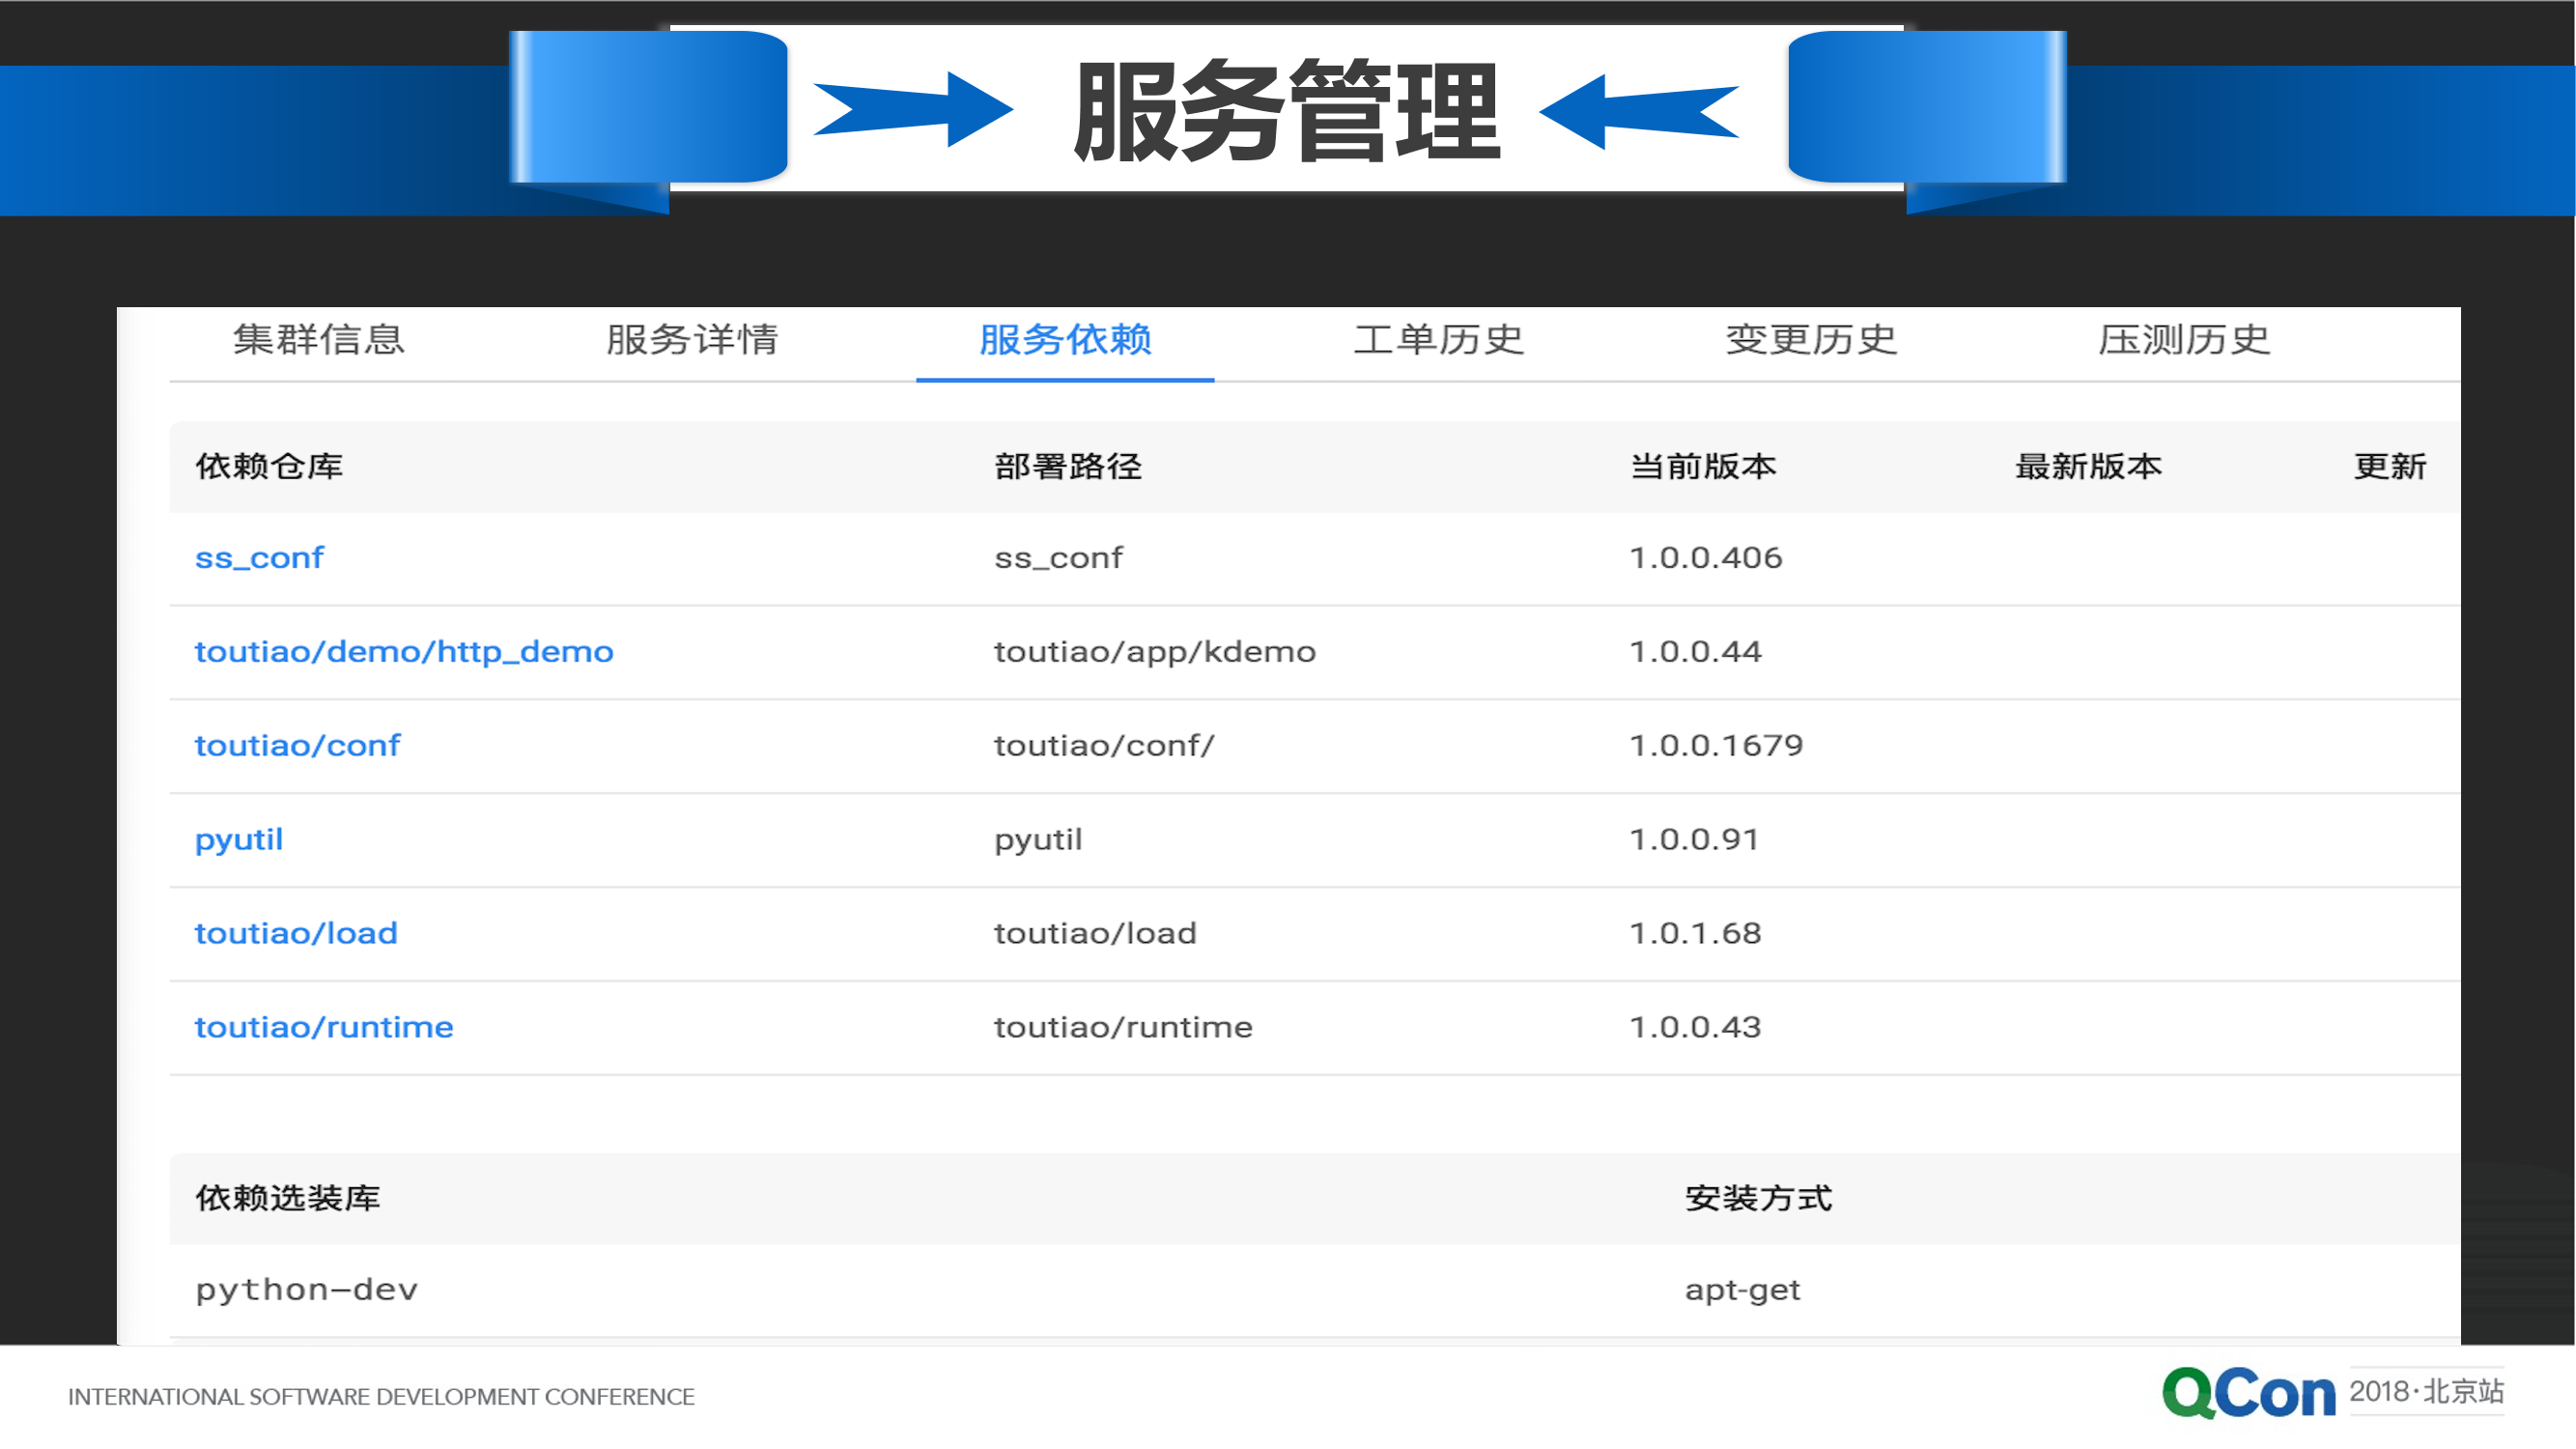 服务管理
集群信息 服务详情 服务依赖 工单历史 变更历史 压测历史
依赖仓库 部署路径 当前版本 最新版本 更新
ss_conf ss_conf 1.0.0.406
toutiao/demo/http_demo toutiao/app/kdemo 1.0.0.44
toutiao/conf toutiao/conf/ 1.0.0.1679
pyutil pyutil 1.0.0.91
toutiao/load toutiao/load 1.0.1.68
toutiao/runtime toutiao/runtime 1.0.0.43
依赖选装库 安装方式
python-dev apt-get
INTERNATIONAL SOFTWARE DEVELOPMENT CONFERENCE QCon 2018·北京站